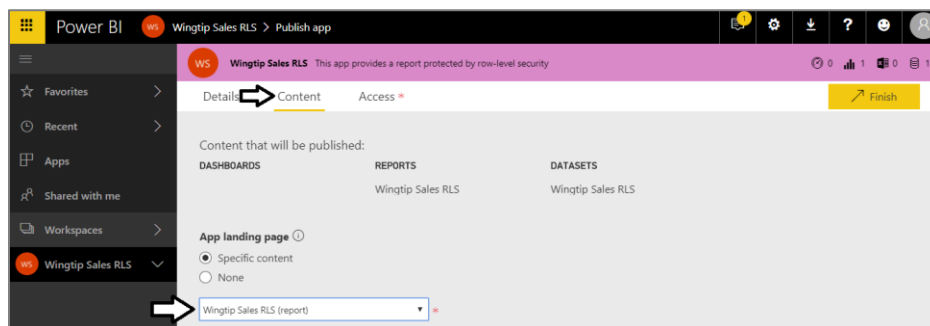 Power BI WS Wingtip Sales RLS > Publish app 1 ?
WS Wingtip Sales RLS This app provides a report protected by row-level security 0 1 0 1
Favorites
Recent
Apps
Shared with me
Workspaces
WS Wingtip Sales RLS
Details Content Access * Finish
Content that will be published:
DASHBOARDS REPORTS DATASETS
Wingtip Sales RLS Wingtip Sales RLS
App landing page
Specific content
None
Wingtip Sales RLS (report) *